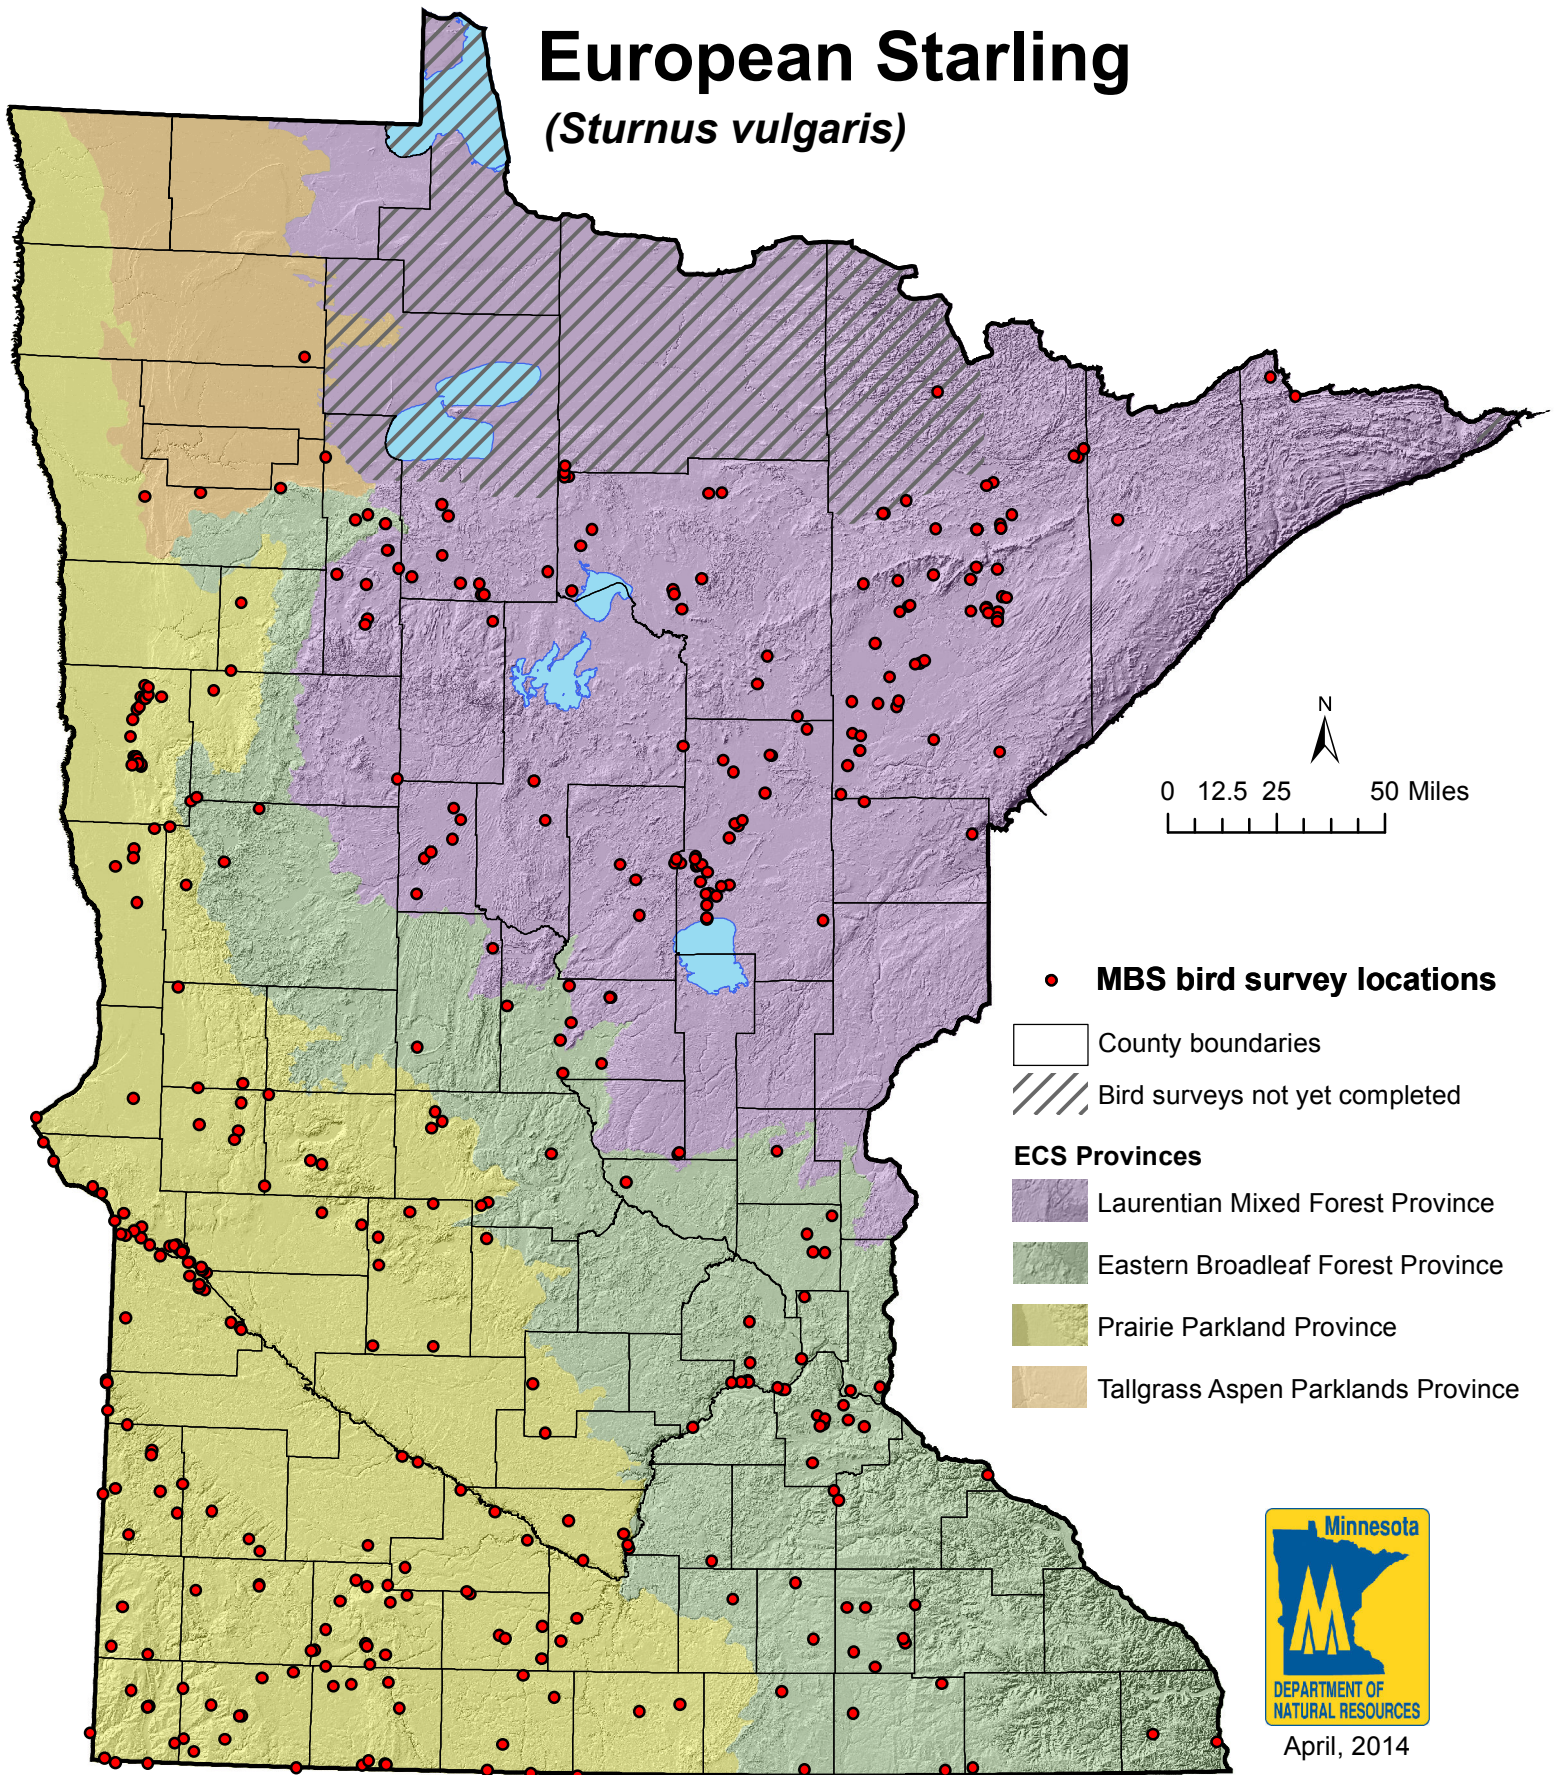 European Starling
(Sturnus vulgaris)
N
0 12.5 25 50 Miles
MBS bird survey locations
County boundaries
Bird surveys not yet completed
ECS Provinces
Laurentian Mixed Forest Province
Eastern Broadleaf Forest Province
Prairie Parkland Province
Tallgrass Aspen Parklands Province
Minnesota
DEPARTMENT OF
NATURAL RESOURCES
April, 2014